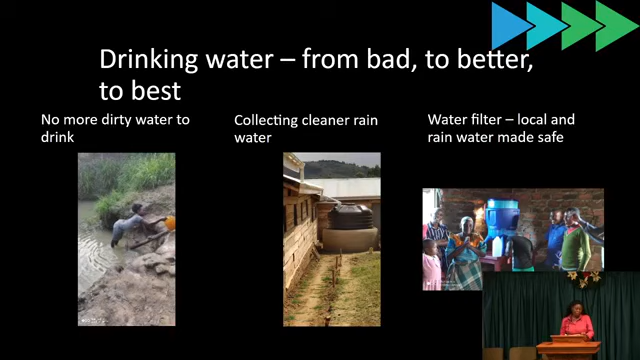 Drinking water – from bad, to better,
to best
No more dirty water to
drink
Collecting cleaner rain
water
Water filter – local and
rain water made safe